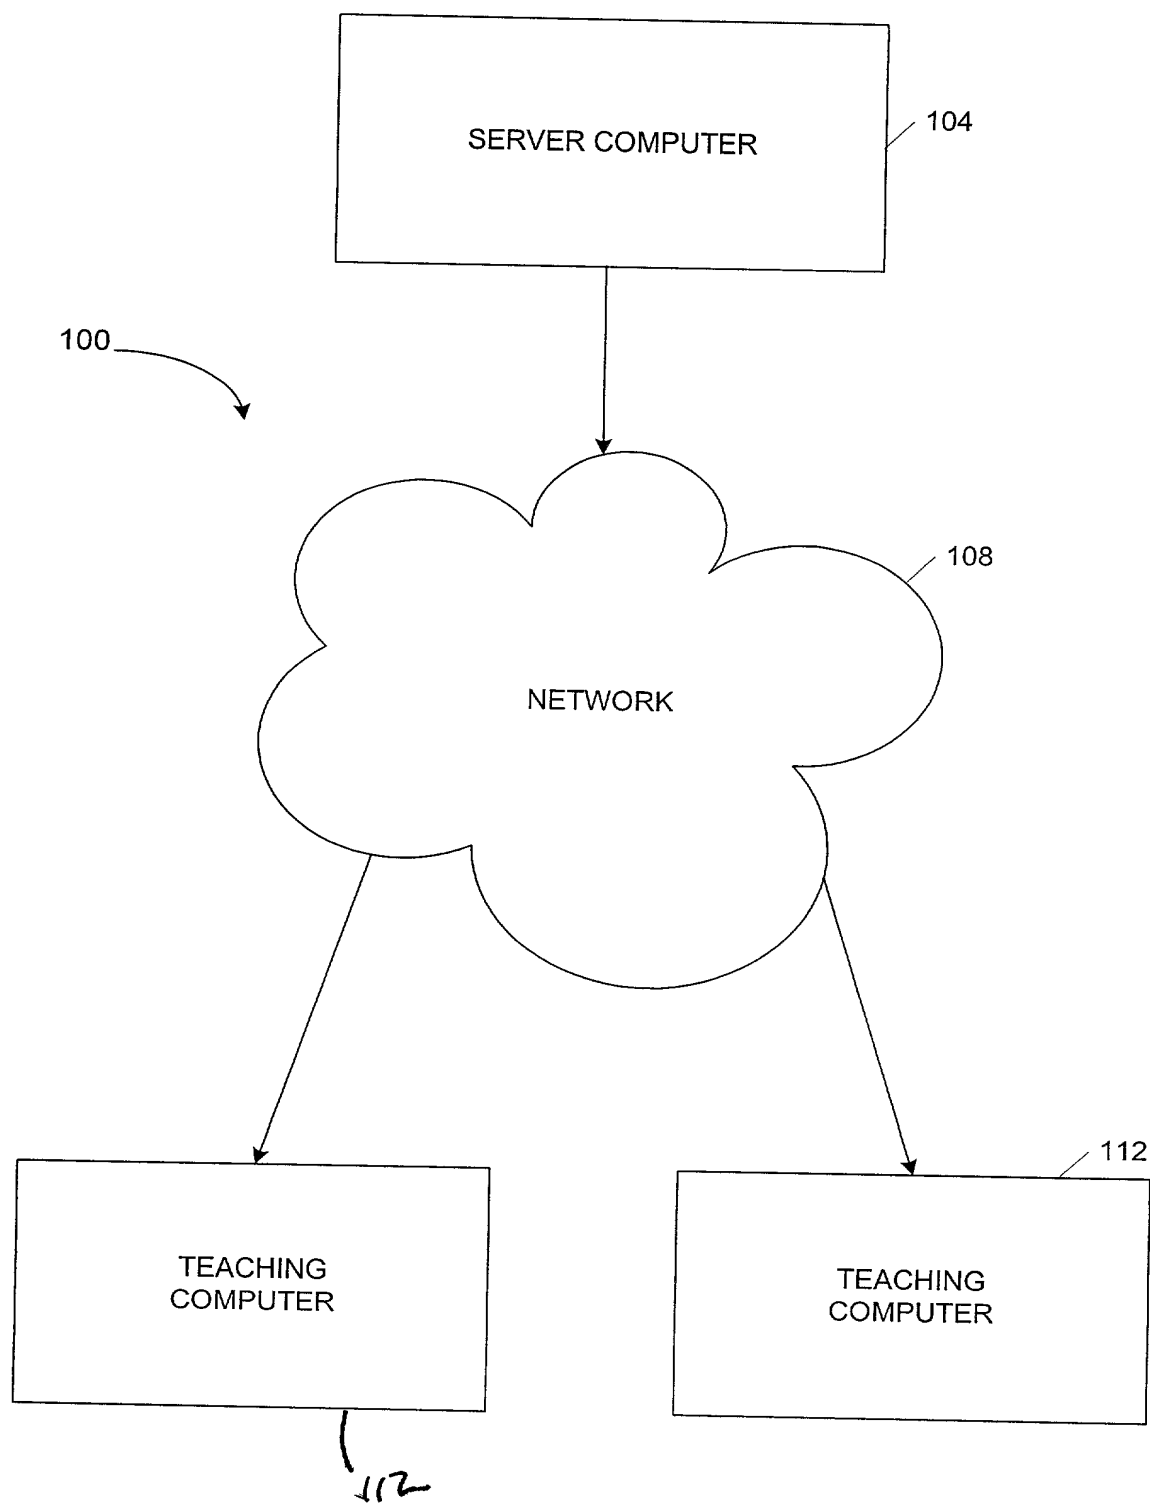 SERVER COMPUTER
104
100
108
NETWORK
112
TEACHING
COMPUTER
TEACHING
COMPUTER
112